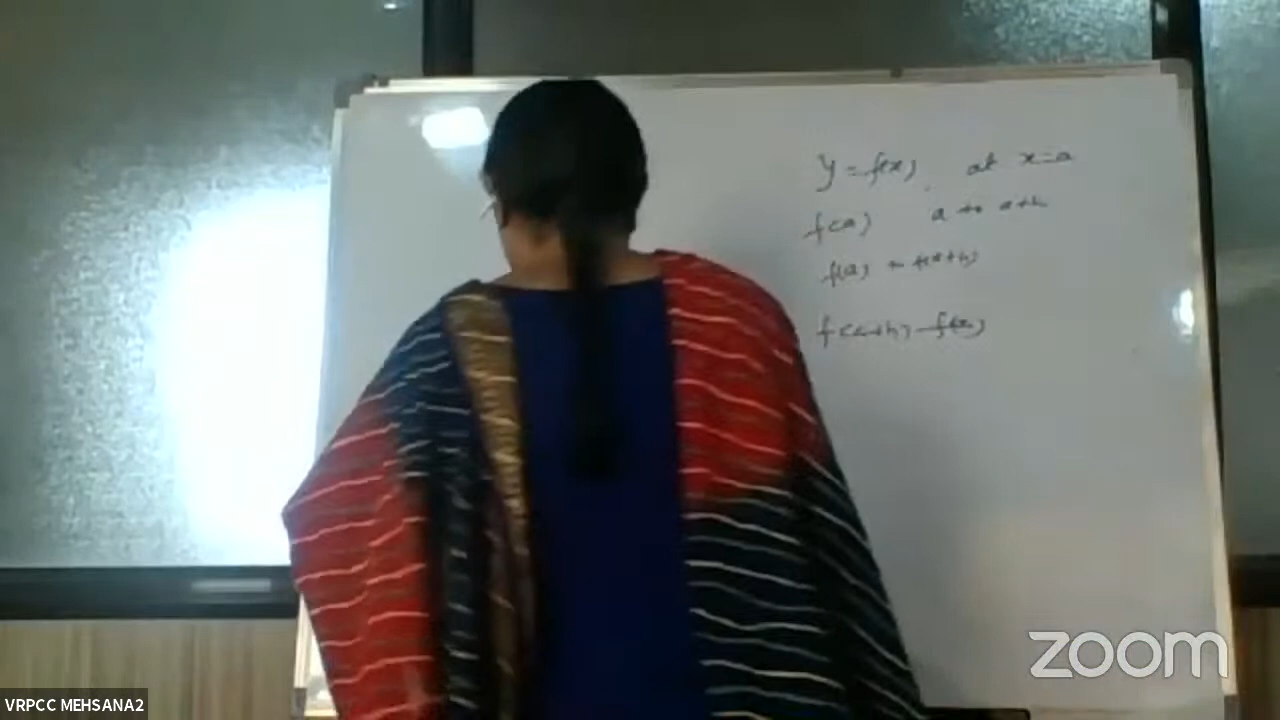 y = f(x), at x = a
f(a) a to a+h
f(a) to f(a+h)
f(a+h) - f(a)
zoom
VRPCC MEHSANA2